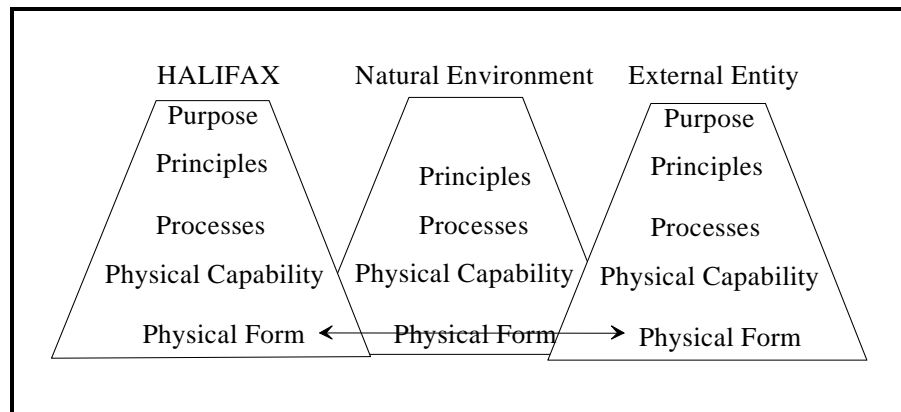 HALIFAX
Natural Environment
External Entity
Purpose
Principles
Processes
Physical Capability
Physical Form
Principles
Processes
Physical Capability
Physical Form
Purpose
Principles
Processes
Physical Capability
Physical Form